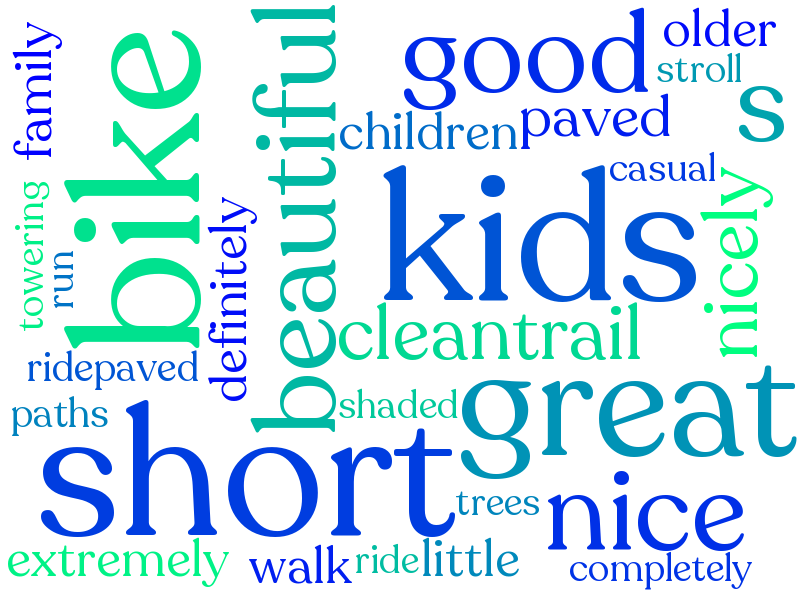 family
bike
beautiful
good
older
stroll
s
children
paved
casual
kids
nicely
towering
run
definitely
cleantrail
ridepaved
paths
shaded
great
short
trees
nice
extremely
walk
ride
little
completely